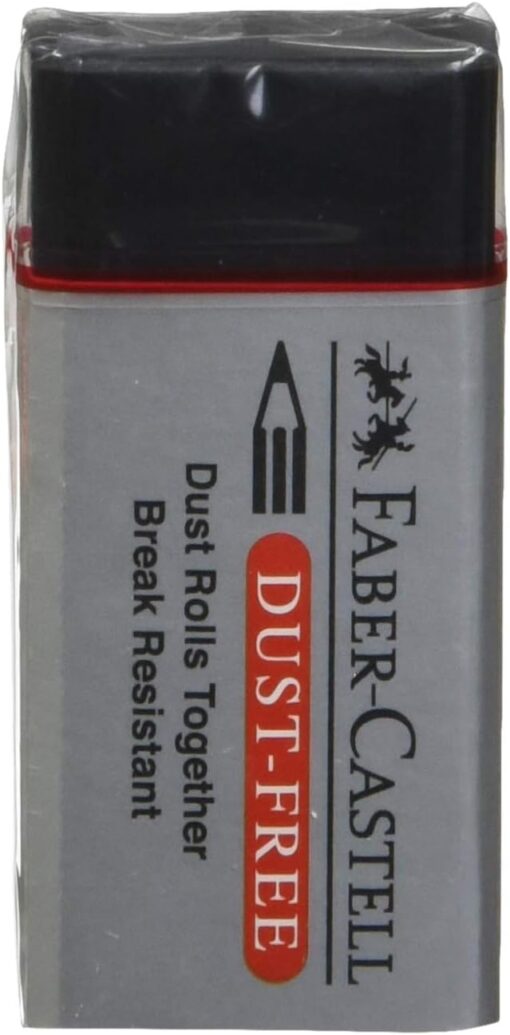 FABER-CASTELL
DUST-FREE
Dust Rolls Together
Break Resistant